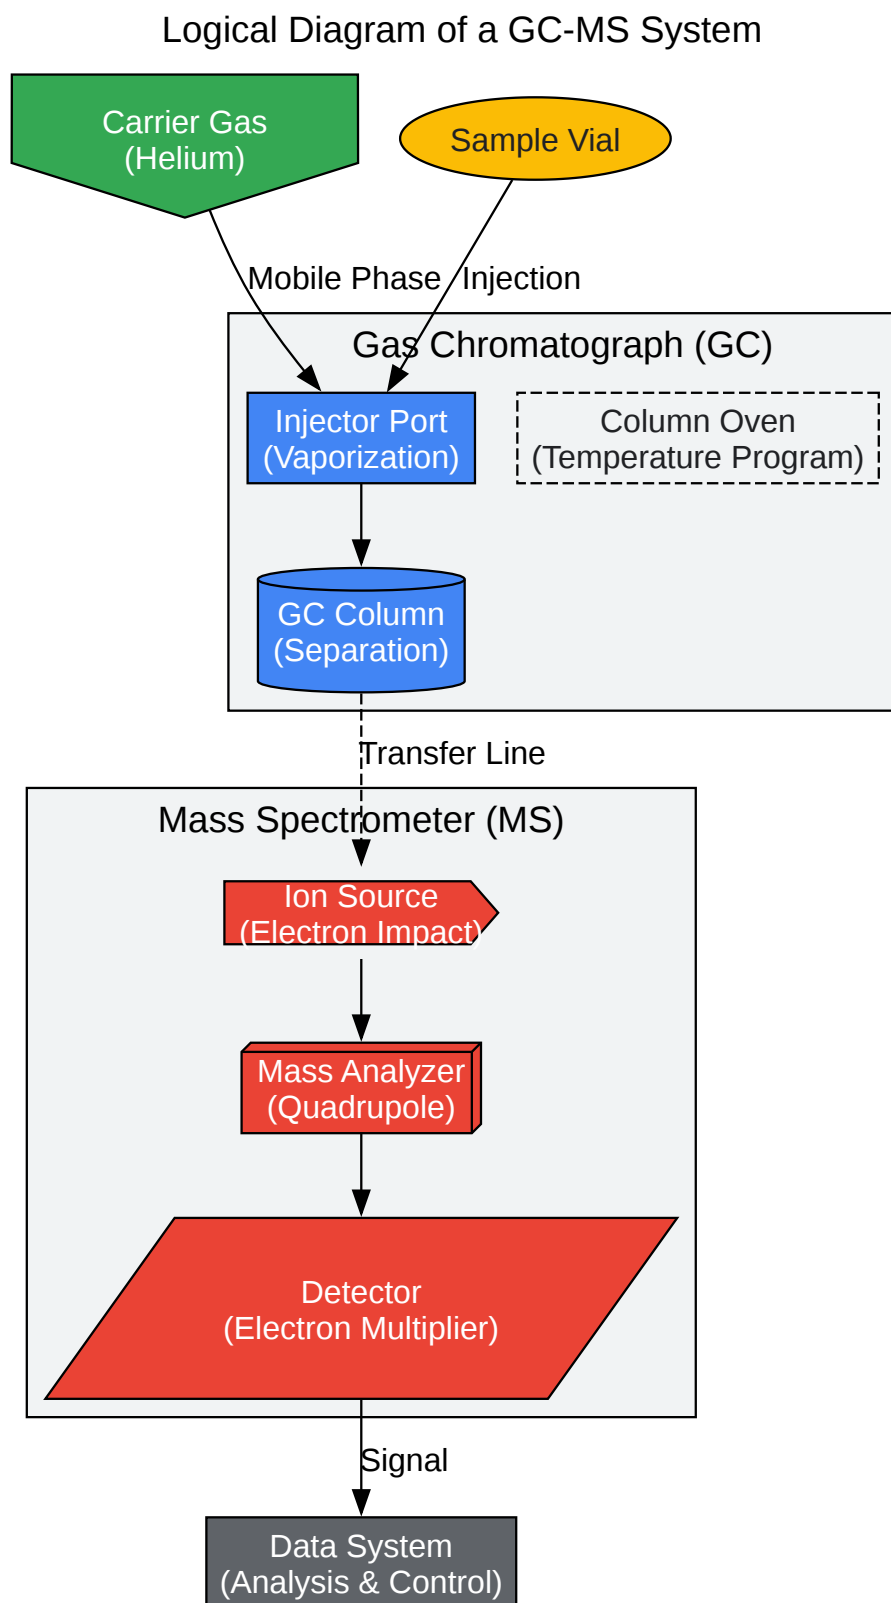 Logical Diagram of a GC-MS System
Carrier Gas
(Helium)
Sample Vial
Mobile Phase
Injection
Gas Chromatograph (GC)
Injector Port
(Vaporization)
Column Oven
(Temperature Program)
GC Column
(Separation)
Transfer Line
Mass Spectrometer (MS)
Ion Source
(Electron Impact)
Mass Analyzer
(Quadrupole)
Detector
(Electron Multiplier)
Signal
Data System
(Analysis & Control)